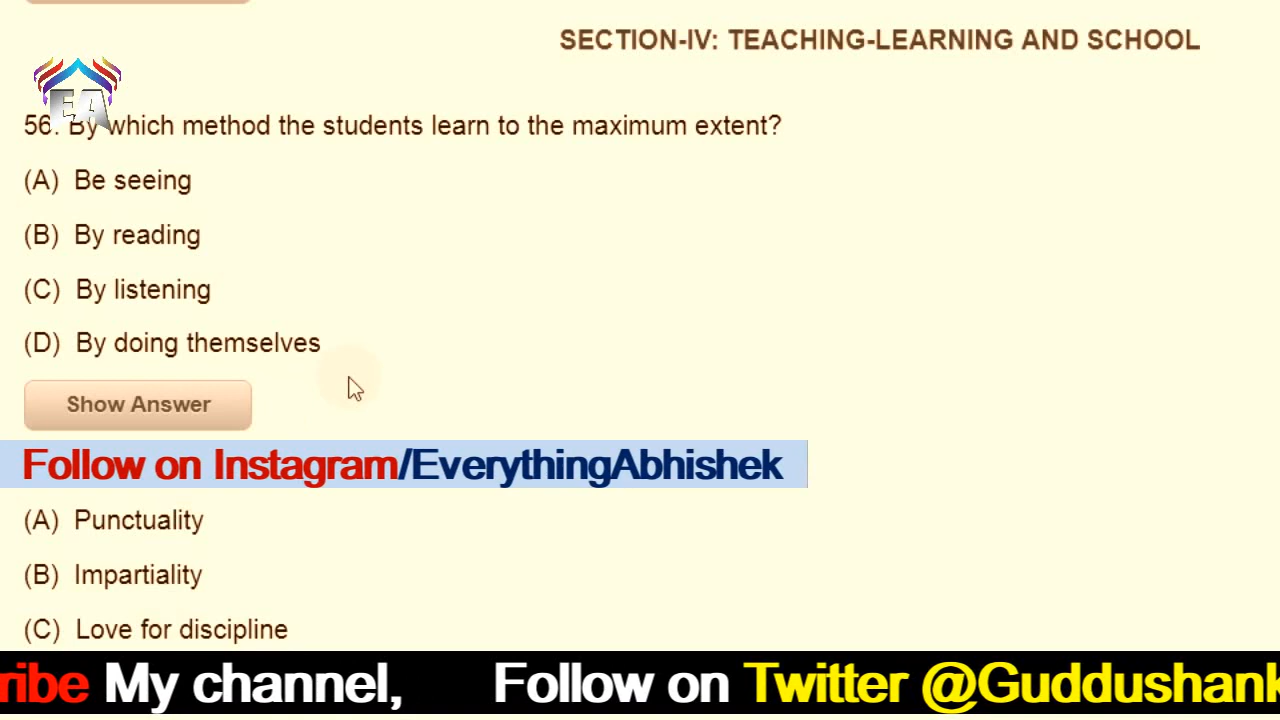 SECTION-IV: TEACHING-LEARNING AND SCHOOL
EA
56. By which method the students learn to the maximum extent?
(A) Be seeing
(B) By reading
(C) By listening
(D) By doing themselves
Show Answer
Follow on Instagram/EverythingAbhishek
(A) Punctuality
(B) Impartiality
(C) Love for discipline
ribe My channel, Follow on Twitter @Guddushank